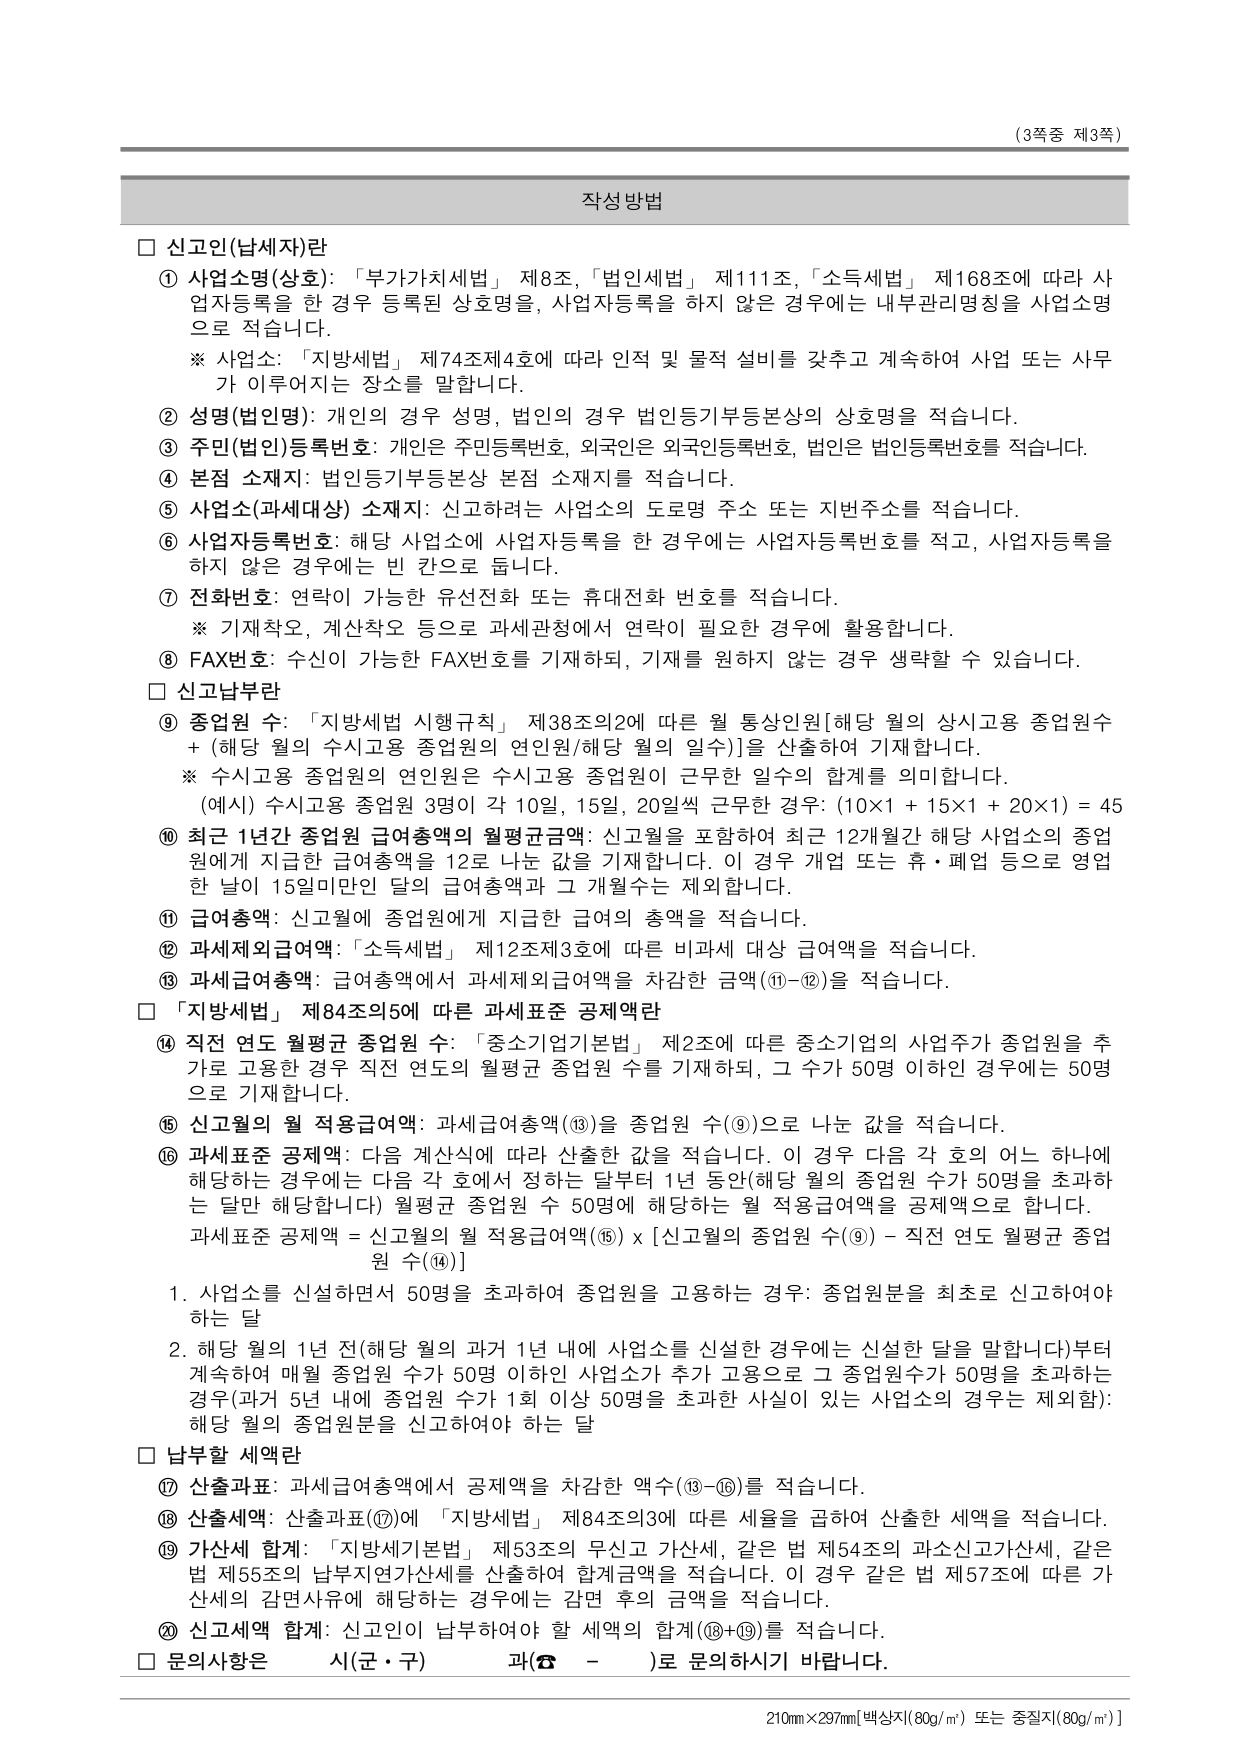 (3쪽중 제3쪽)
작성방법
□ 신고인(납세자)란
① 사업소명(상호): 「부가가치세법」 제8조,「법인세법」 제111조,「소득세법」 제168조에 따라 사
업자등록을 한 경우 등록된 상호명을, 사업자등록을 하지 않은 경우에는 내부관리명칭을 사업소명
으로 적습니다.
※ 사업소: 「지방세법」 제74조제4호에 따라 인적 및 물적 설비를 갖추고 계속하여 사업 또는 사무
가 이루어지는 장소를 말합니다.
② 성명(법인명): 개인의 경우 성명, 법인의 경우 법인등기부등본상의 상호명을 적습니다.
③ 주민(법인)등록번호: 개인은 주민등록번호, 외국인은 외국인등록번호, 법인은 법인등록번호를 적습니다.
④ 본점 소재지: 법인등기부등본상 본점 소재지를 적습니다.
⑤ 사업소(과세대상) 소재지: 신고하려는 사업소의 도로명 주소 또는 지번주소를 적습니다.
⑥ 사업자등록번호: 해당 사업소에 사업자등록을 한 경우에는 사업자등록번호를 적고, 사업자등록을
하지 않은 경우에는 빈 칸으로 둡니다.
⑦ 전화번호: 연락이 가능한 유선전화 또는 휴대전화 번호를 적습니다.
※ 기재착오, 계산착오 등으로 과세관청에서 연락이 필요한 경우에 활용합니다.
⑧ FAX번호: 수신이 가능한 FAX번호를 기재하되, 기재를 원하지 않는 경우 생략할 수 있습니다.
□ 신고납부란
⑨ 종업원 수: 「지방세법 시행규칙」 제38조의2에 따른 월 통상인원[해당 월의 상시고용 종업원수
+ (해당 월의 수시고용 종업원의 연인원/해당 월의 일수)]을 산출하여 기재합니다.
※ 수시고용 종업원의 연인원은 수시고용 종업원이 근무한 일수의 합계를 의미합니다.
(예시) 수시고용 종업원 3명이 각 10일, 15일, 20일씩 근무한 경우: (10×1 + 15×1 + 20×1) = 45
⑩ 최근 1년간 종업원 급여총액의 월평균금액: 신고월을 포함하여 최근 12개월간 해당 사업소의 종업
원에게 지급한 급여총액을 12로 나눈 값을 기재합니다. 이 경우 개업 또는 휴·폐업 등으로 영업
한 날이 15일미만인 달의 급여총액과 그 개월수는 제외합니다.
⑪ 급여총액: 신고월에 종업원에게 지급한 급여의 총액을 적습니다.
⑫ 과세제외급여액:「소득세법」 제12조제3호에 따른 비과세 대상 급여액을 적습니다.
⑬ 과세급여총액: 급여총액에서 과세제외급여액을 차감한 금액(⑪-⑫)을 적습니다.
□ 「지방세법」 제84조의5에 따른 과세표준 공제액란
⑭ 직전 연도 월평균 종업원 수: 「중소기업기본법」 제2조에 따른 중소기업의 사업주가 종업원을 추
가로 고용한 경우 직전 연도의 월평균 종업원 수를 기재하되, 그 수가 50명 이하인 경우에는 50명
으로 기재합니다.
⑮ 신고월의 월 적용급여액: 과세급여총액(⑬)을 종업원 수(⑨)으로 나눈 값을 적습니다.
⑯ 과세표준 공제액: 다음 계산식에 따라 산출한 값을 적습니다. 이 경우 다음 각 호의 어느 하나에
해당하는 경우에는 다음 각 호에서 정하는 달부터 1년 동안(해당 월의 종업원 수가 50명을 초과하
는 달만 해당합니다) 월평균 종업원 수 50명에 해당하는 월 적용급여액을 공제액으로 합니다.
과세표준 공제액 = 신고월의 월 적용급여액(⑮) x [신고월의 종업원 수(⑨) - 직전 연도 월평균 종업
원 수(⑭)]
1. 사업소를 신설하면서 50명을 초과하여 종업원을 고용하는 경우: 종업원분을 최초로 신고하여야
하는 달
2. 해당 월의 1년 전(해당 월의 과거 1년 내에 사업소를 신설한 경우에는 신설한 달을 말합니다)부터
계속하여 매월 종업원 수가 50명 이하인 사업소가 추가 고용으로 그 종업원수가 50명을 초과하는
경우(과거 5년 내에 종업원 수가 1회 이상 50명을 초과한 사실이 있는 사업소의 경우는 제외함):
해당 월의 종업원분을 신고하여야 하는 달
□ 납부할 세액란
⑰ 산출과표: 과세급여총액에서 공제액을 차감한 액수(⑬-⑯)를 적습니다.
⑱ 산출세액: 산출과표(⑰)에 「지방세법」 제84조의3에 따른 세율을 곱하여 산출한 세액을 적습니다.
⑲ 가산세 합계: 「지방세기본법」 제53조의 무신고 가산세, 같은 법 제54조의 과소신고가산세, 같은
법 제55조의 납부지연가산세를 산출하여 합계금액을 적습니다. 이 경우 같은 법 제57조에 따른 가
산세의 감면사유에 해당하는 경우에는 감면 후의 금액을 적습니다.
⑳ 신고세액 합계: 신고인이 납부하여야 할 세액의 합계(⑱+⑲)를 적습니다.
□ 문의사항은 시(군·구) 과(☎ - )로 문의하시기 바랍니다.
210㎜×297㎜[백상지(80g/㎡) 또는 중질지(80g/㎡)]